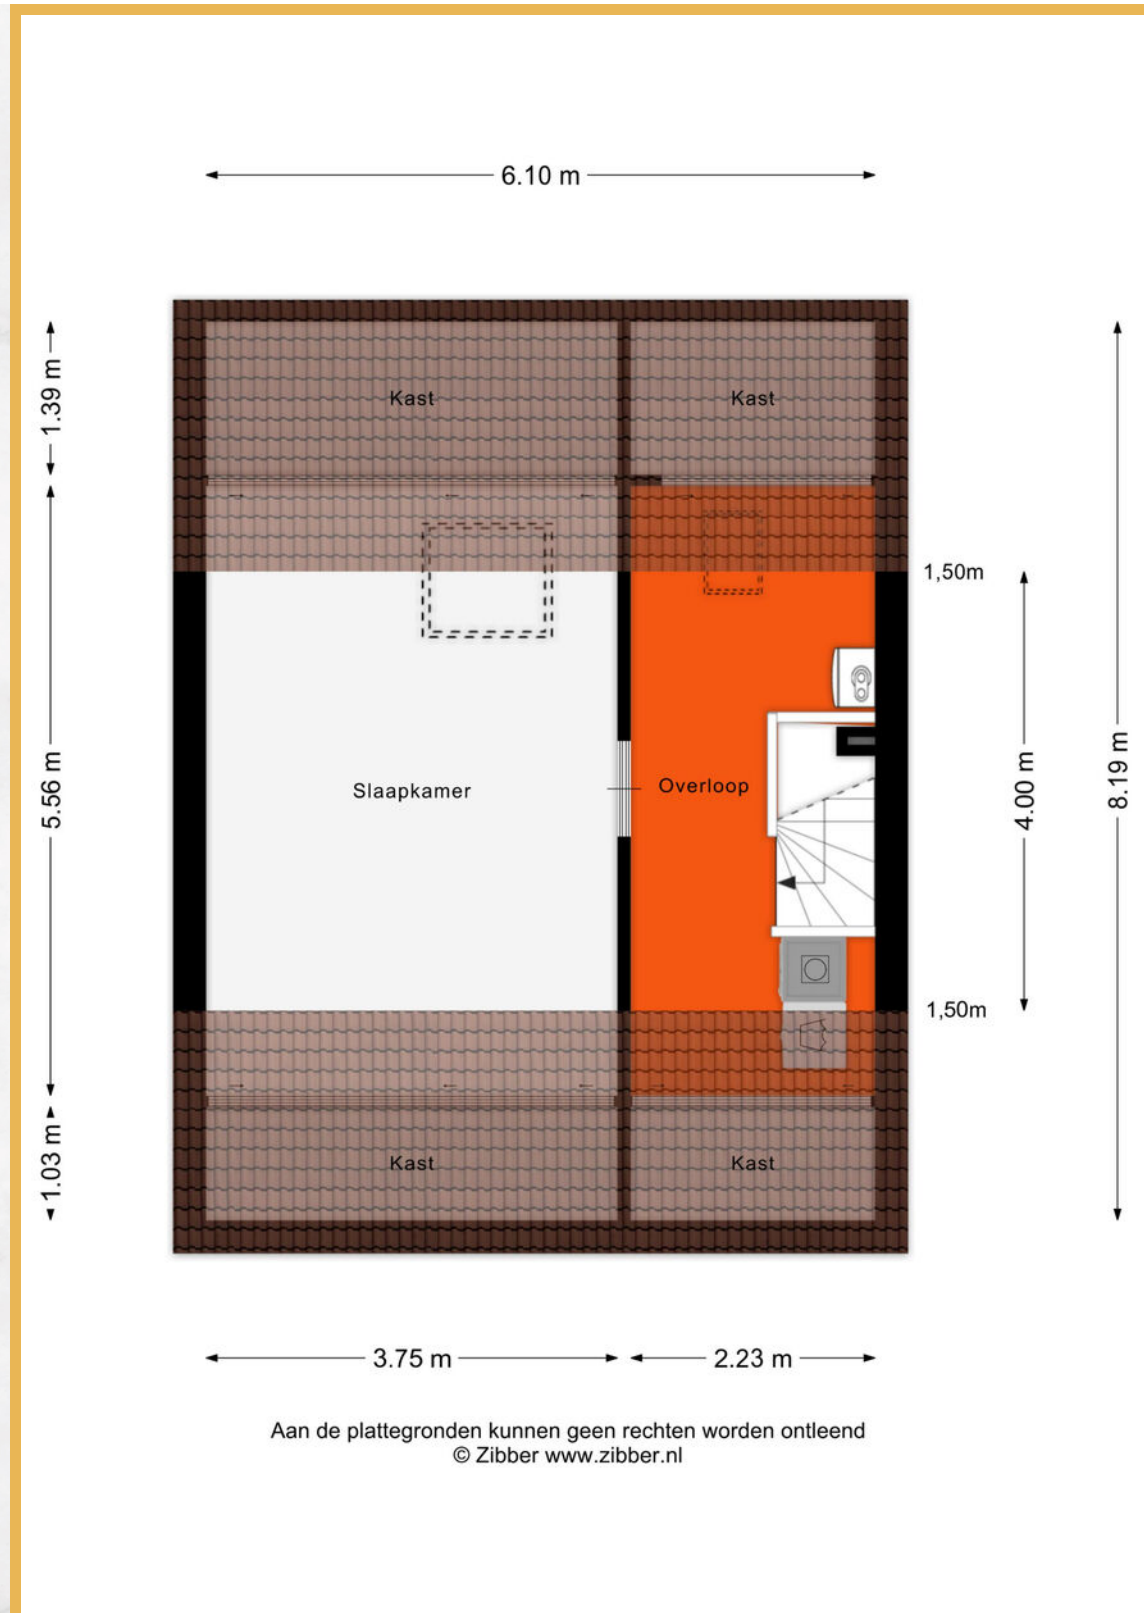 6.10 m
1.39 m
Kast
Kast
1,50m
5.56 m
Slaapkamer
Overloop
4.00 m
8.19 m
1,50m
1.03 m
Kast
Kast
3.75 m
2.23 m
Aan de plattegronden kunnen geen rechten worden ontleend
© Zibber www.zibber.nl